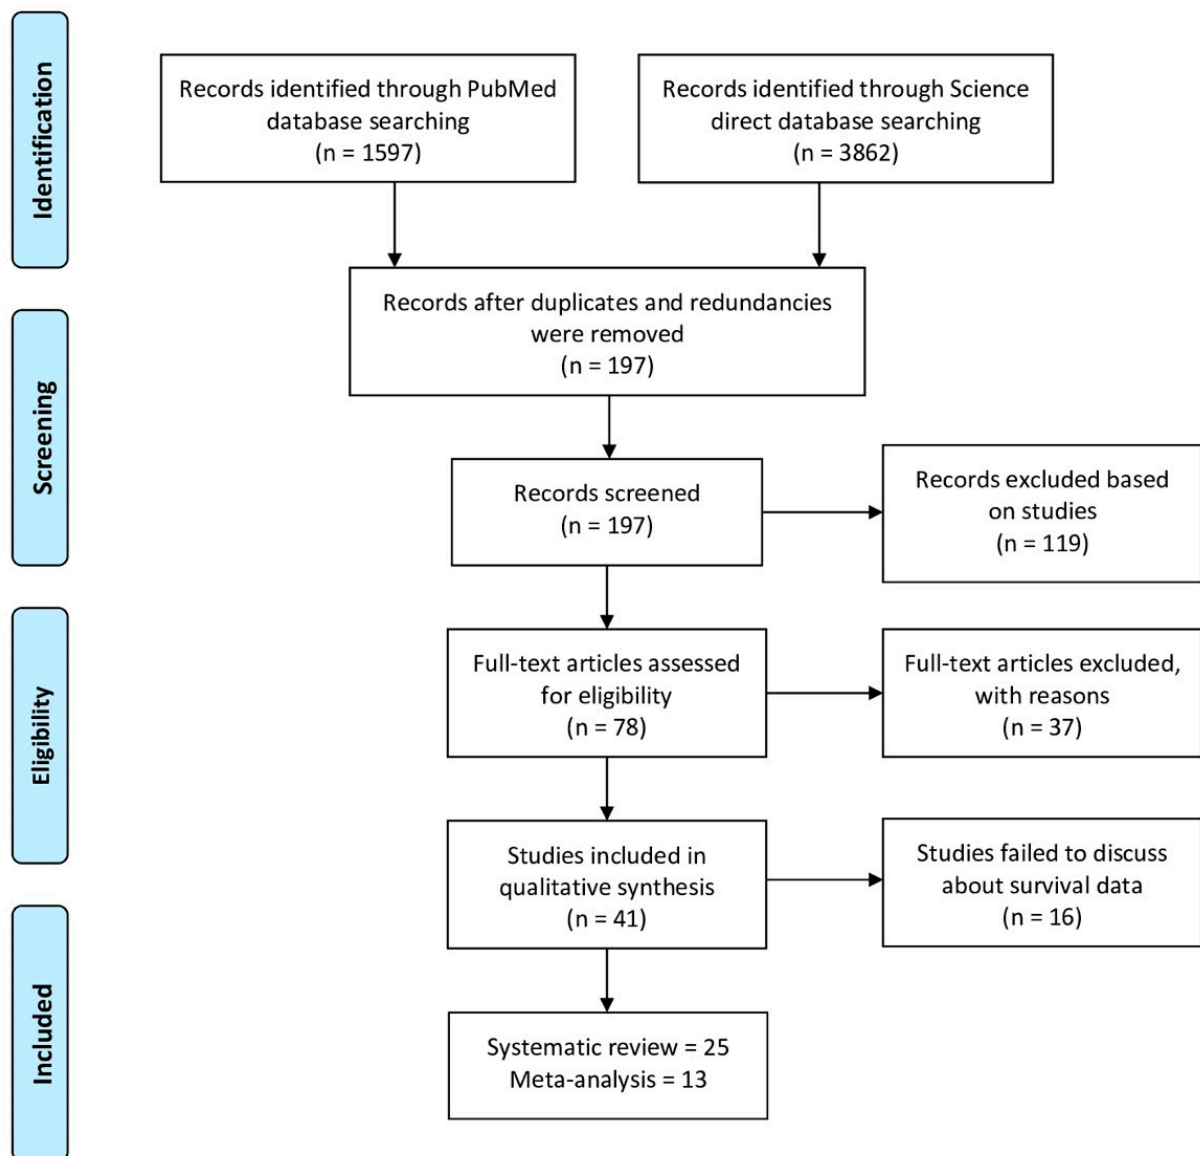 Identification
Records identified through PubMed
database searching
(n = 1597)
Records identified through Science
direct database searching
(n = 3862)
Records after duplicates and redundancies
were removed
(n = 197)
Screening
Records screened
(n = 197)
Records excluded based
on studies
(n = 119)
Eligibility
Full-text articles assessed
for eligibility
(n = 78)
Full-text articles excluded,
with reasons
(n = 37)
Studies included in
qualitative synthesis
(n = 41)
Studies failed to discuss
about survival data
(n = 16)
Included
Systematic review = 25
Meta-analysis = 13